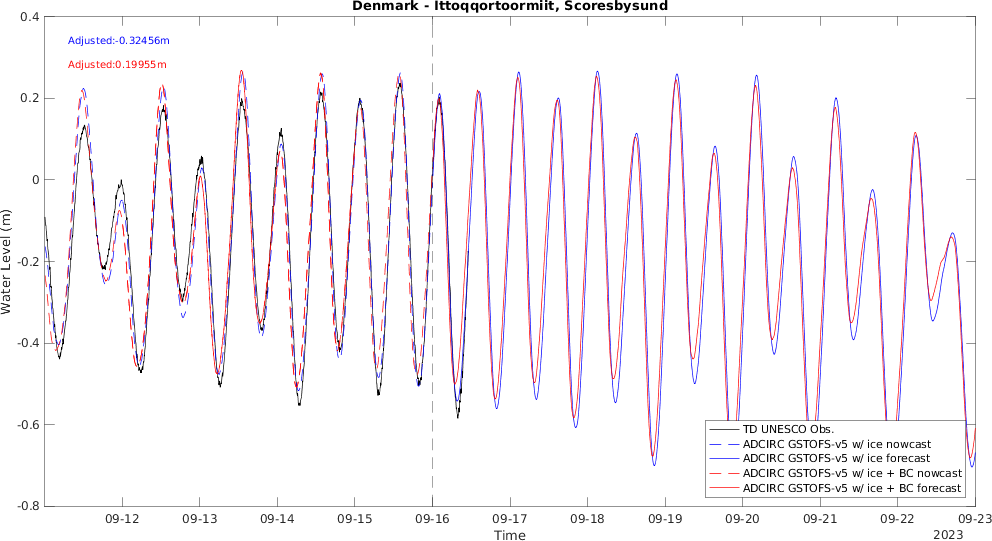 Denmark - Ittoqqortoormiit, Scoresbysund
Adjusted:-0.32456m
Adjusted:0.19955m
0.4
0.2
0
-0.2
-0.4
-0.6
-0.8
Water Level (m)
TD UNESCO Obs.
ADCIRC GSTOFS-v5 w/ ice nowcast
ADCIRC GSTOFS-v5 w/ ice forecast
ADCIRC GSTOFS-v5 w/ ice + BC nowcast
ADCIRC GSTOFS-v5 w/ ice + BC forecast
09-12 09-13 09-14 09-15 09-16 09-17 09-18 09-19 09-20 09-21 09-22 09-23
Time
2023